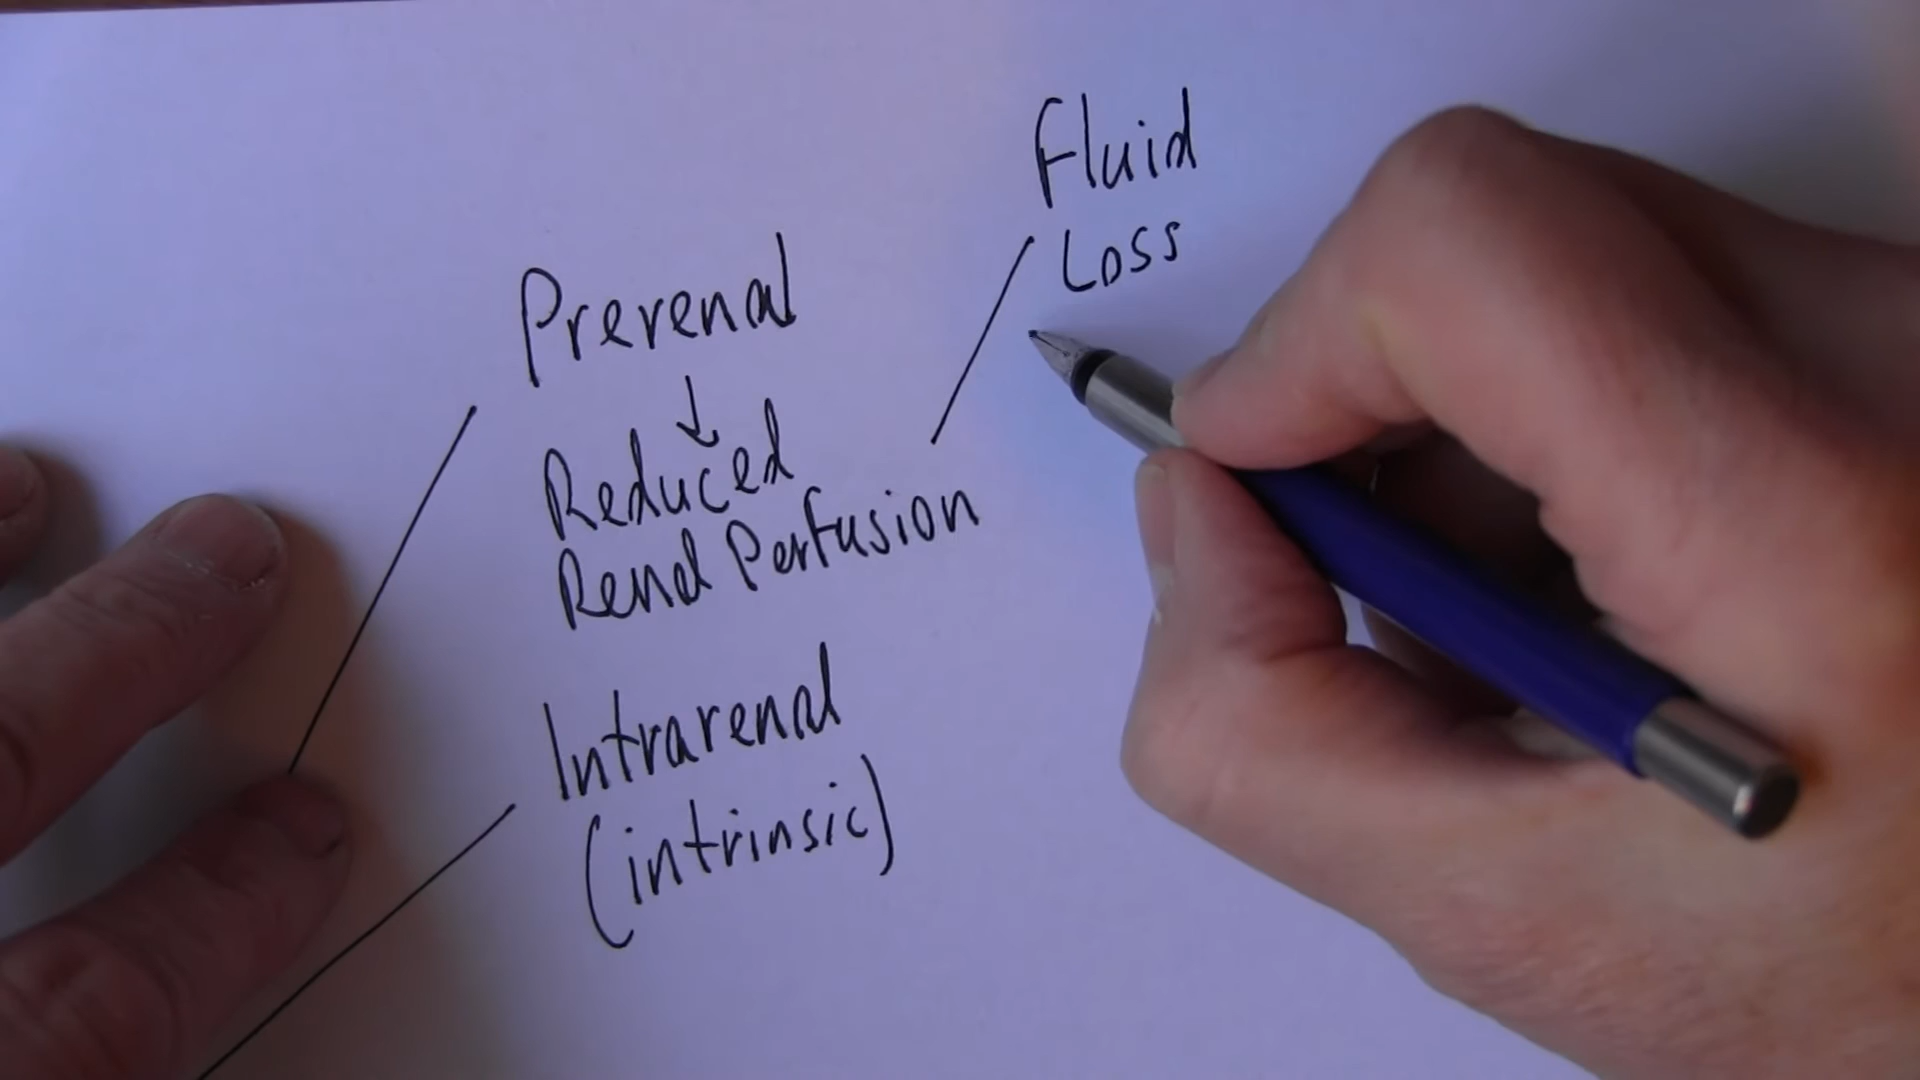 Fluid
Loss
Prerenal
↓
Reduced
Renal Perfusion
Intrarenal
(intrinsic)